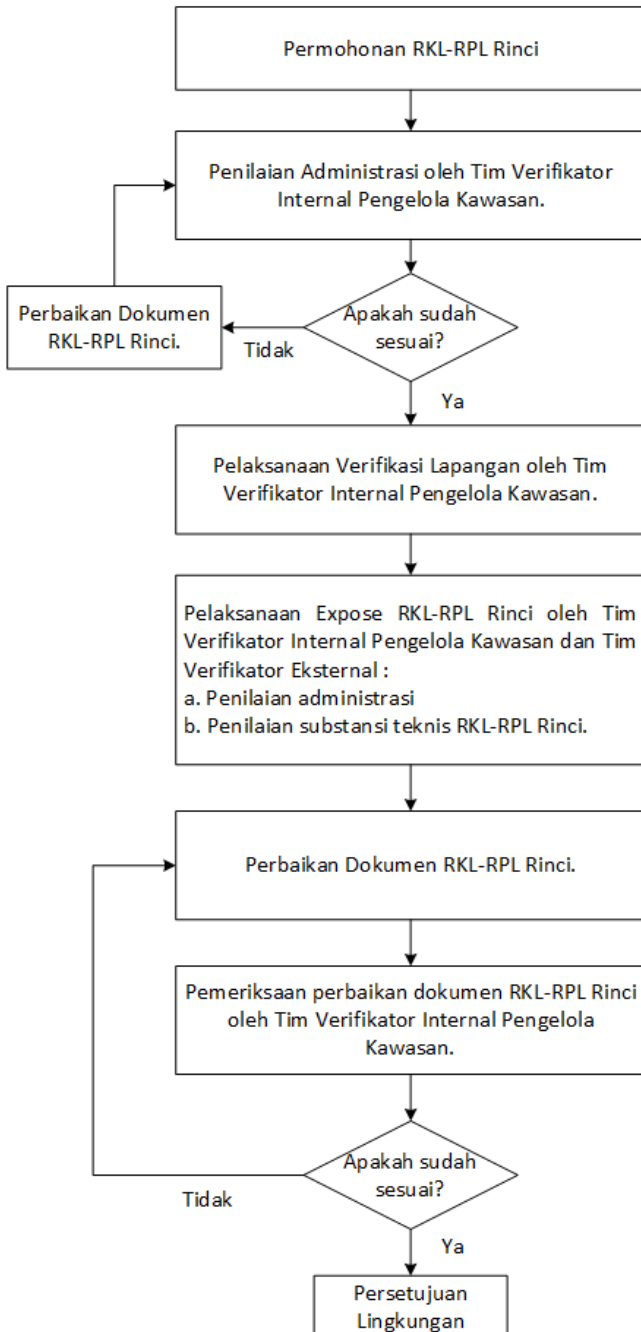 Permohonan RKL-RPL Rinci
Penilaian Administrasi oleh Tim Verifikator
Internal Pengelola Kawasan.
Perbaikan Dokumen
RKL-RPL Rinci.
Tidak
Apakah sudah
sesuai?
Ya
Pelaksanaan Verifikasi Lapangan oleh Tim
Verifikator Internal Pengelola Kawasan.
Pelaksanaan Expose RKL-RPL Rinci oleh Tim
Verifikator Internal Pengelola Kawasan dan Tim
Verifikator Eksternal :
a. Penilaian administrasi
b. Penilaian substansi teknis RKL-RPL Rinci.
Perbaikan Dokumen RKL-RPL Rinci.
Pemeriksaan perbaikan dokumen RKL-RPL Rinci
oleh Tim Verifikator Internal Pengelola
Kawasan.
Apakah sudah
sesuai?
Tidak
Ya
Persetujuan
Lingkungan